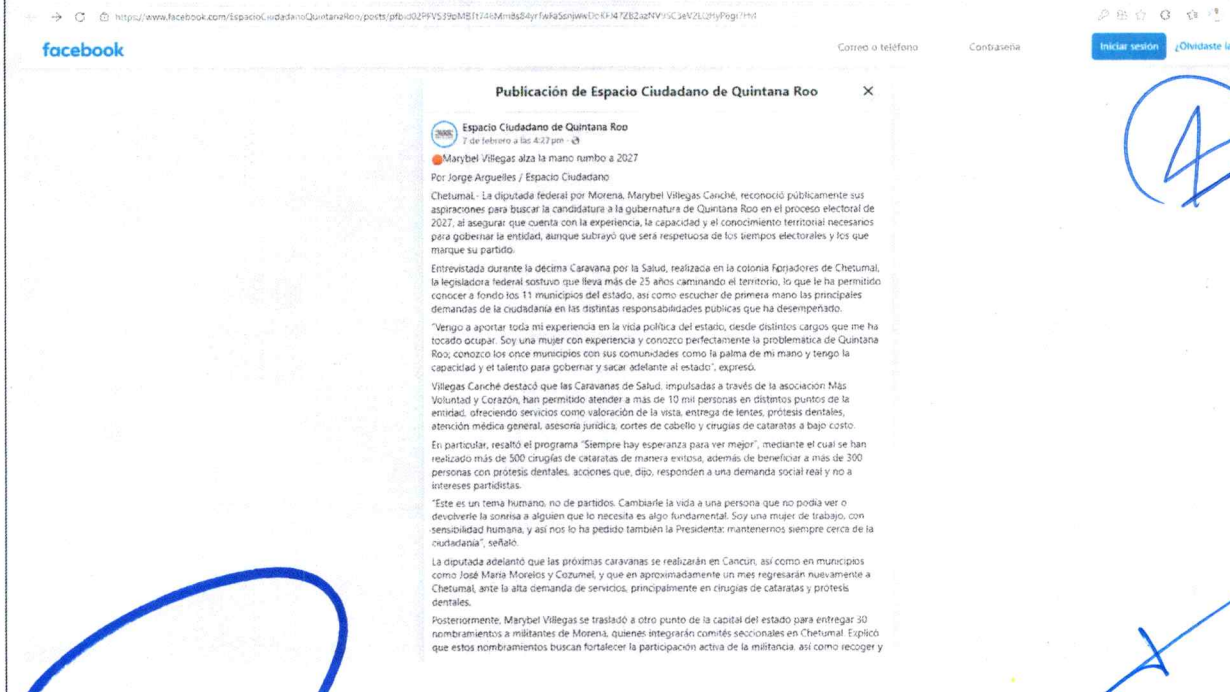 facebook
Correo o teléfono
Contraseña
Iniciar sesión
¿Olvidaste la
Publicación de Espacio Ciudadano de Quintana Roo
Espacio Ciudadano de Quintana Roo
7 de febrero a las 4:27 pm
Marybel Villegas alza la mano rumbo a 2027
Por Jorge Arguelles / Espacio Ciudadano
Chetumal.- La diputada federal por Morena, Marybel Villegas Canché, reconoció públicamente sus
aspiraciones para buscar la candidatura a la gubernatura de Quintana Roo en el proceso electoral de
2027, al asegurar que cuenta con la experiencia, la capacidad y el conocimiento territorial necesarios
para gobernar la entidad, aunque subrayó que será respetuosa de los tiempos electorales y los que
marque su partido.
Entrevistada durante la décima Caravana por la Salud, realizada en la colonia Forjadores de Chetumal,
la legisladora federal sostuvo que lleva más de 25 años caminando el territorio, lo que le ha permitido
conocer a fondo los 11 municipios del estado, así como escuchar de primera mano las principales
demandas de la ciudadanía en las distintas responsabilidades públicas que ha desempeñado.
"Vengo a aportar toda mi experiencia en la vida política del estado, desde distintos cargos que me ha
tocado ocupar. Soy una mujer con experiencia y conozco perfectamente la problemática de Quintana
Roo; conozco los once municipios con sus comunidades como la palma de mi mano y tengo la
capacidad y el talento para gobernar y sacar adelante al estado", expresó.
Villegas Canché destacó que las Caravanas de Salud, impulsadas a través de la asociación Más
Voluntad y Corazón, han permitido atender a más de 10 mil personas en distintos puntos de la
entidad, ofreciendo servicios como valoración de la vista, entrega de lentes, prótesis dentales,
atención médica general, asesoría jurídica, cortes de cabello y cirugías de cataratas a bajo costo.
En particular, resaltó el programa "Siempre hay esperanza para ver mejor", mediante el cual se han
realizado más de 500 cirugías de cataratas de manera exitosa, además de beneficiar a más de 300
personas con prótesis dentales, acciones que, dijo, responden a una demanda social real y no a
intereses partidistas.
"Este es un tema humano, no de partidos. Cambiarle la vida a una persona que no podía ver o
devolverle la sonrisa a alguien que lo necesita es algo fundamental. Soy una mujer de trabajo, con
sensibilidad humana, y así nos lo ha pedido también la Presidenta: mantenernos siempre cerca de la
ciudadanía", señaló.
La diputada adelantó que las próximas caravanas se realizarán en Cancún, así como en municipios
como José María Morelos y Cozumel, y que en aproximadamente un mes regresarán nuevamente a
Chetumal, ante la alta demanda de servicios, principalmente en cirugías de cataratas y prótesis
dentales.
Posteriormente, Marybel Villegas se trasladó a otro punto de la capital del estado para entregar 30
nombramientos a militantes de Morena, quienes integrarán comités seccionales en Chetumal. Explicó
que estos nombramientos buscan fortalecer la participación activa de la militancia, así como recoger y